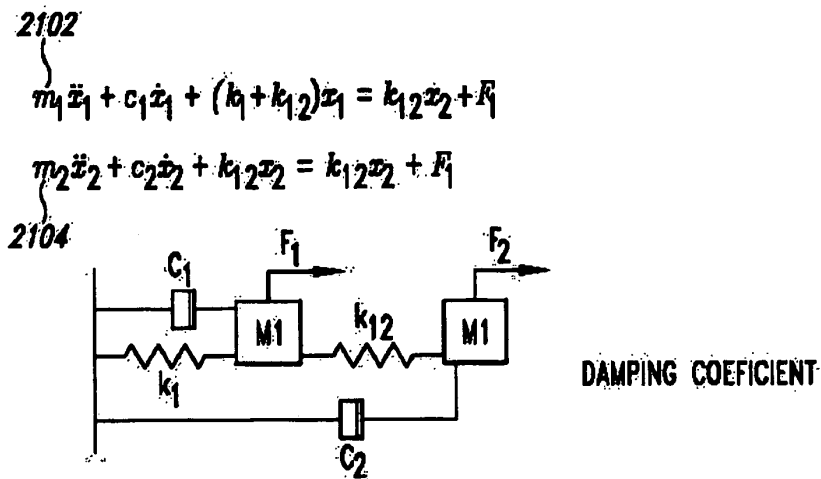 2102
m₁ẍ₁ + c₁ẋ₁ + (k₁+k₁₂)x₁ = k₁₂x₂+F₁
m₂ẍ₂ + c₂ẋ₂ + k₁₂x₂ = k₁₂x₂ + F₁
2104
F₁ F₂
C₁
M1 k₁₂ M1
k₁
DAMPING COEFICIENT
C₂